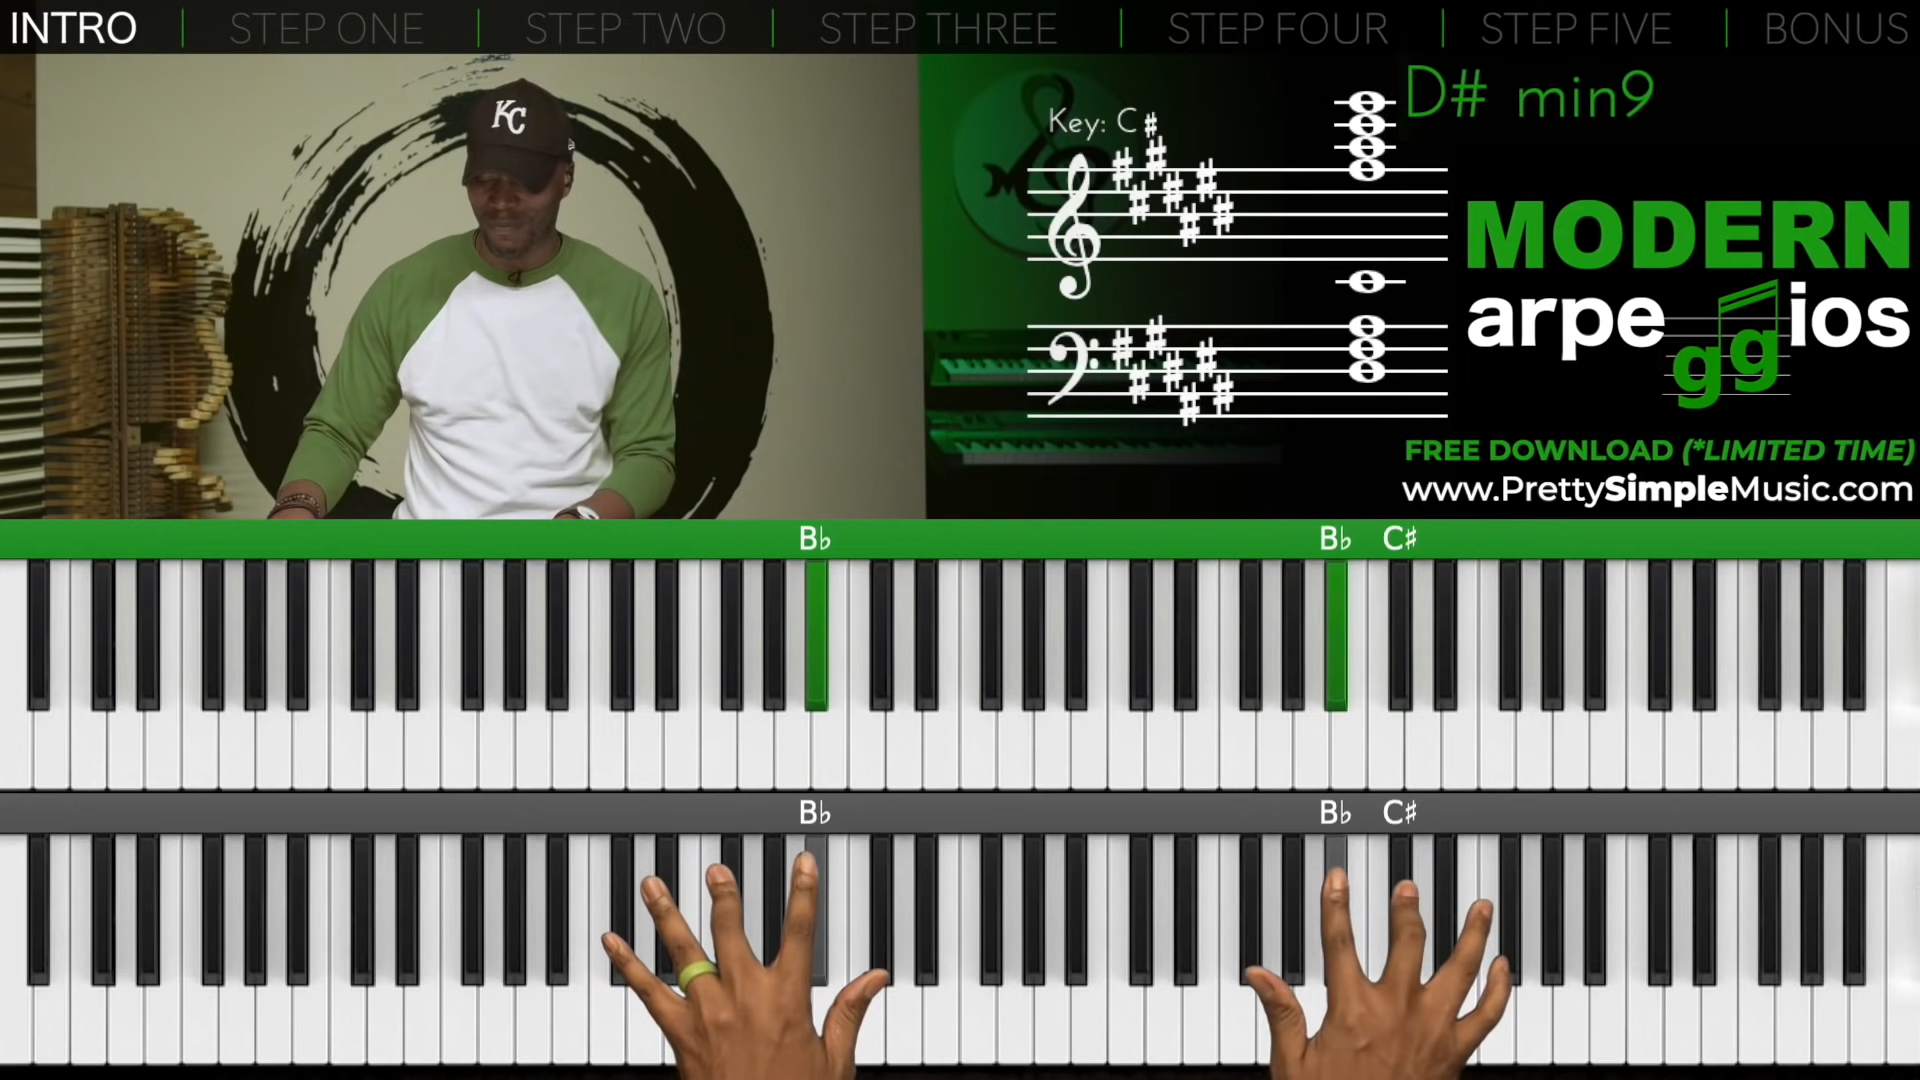 INTRO | STEP ONE | STEP TWO | STEP THREE | STEP FOUR | STEP FIVE | BONUS
KC
Key: C#
D# min9
MODERN
arpeggios
FREE DOWNLOAD (*LIMITED TIME)
www.PrettySimpleMusic.com
B♭ B♭ C♯
B♭ B♭ C♯